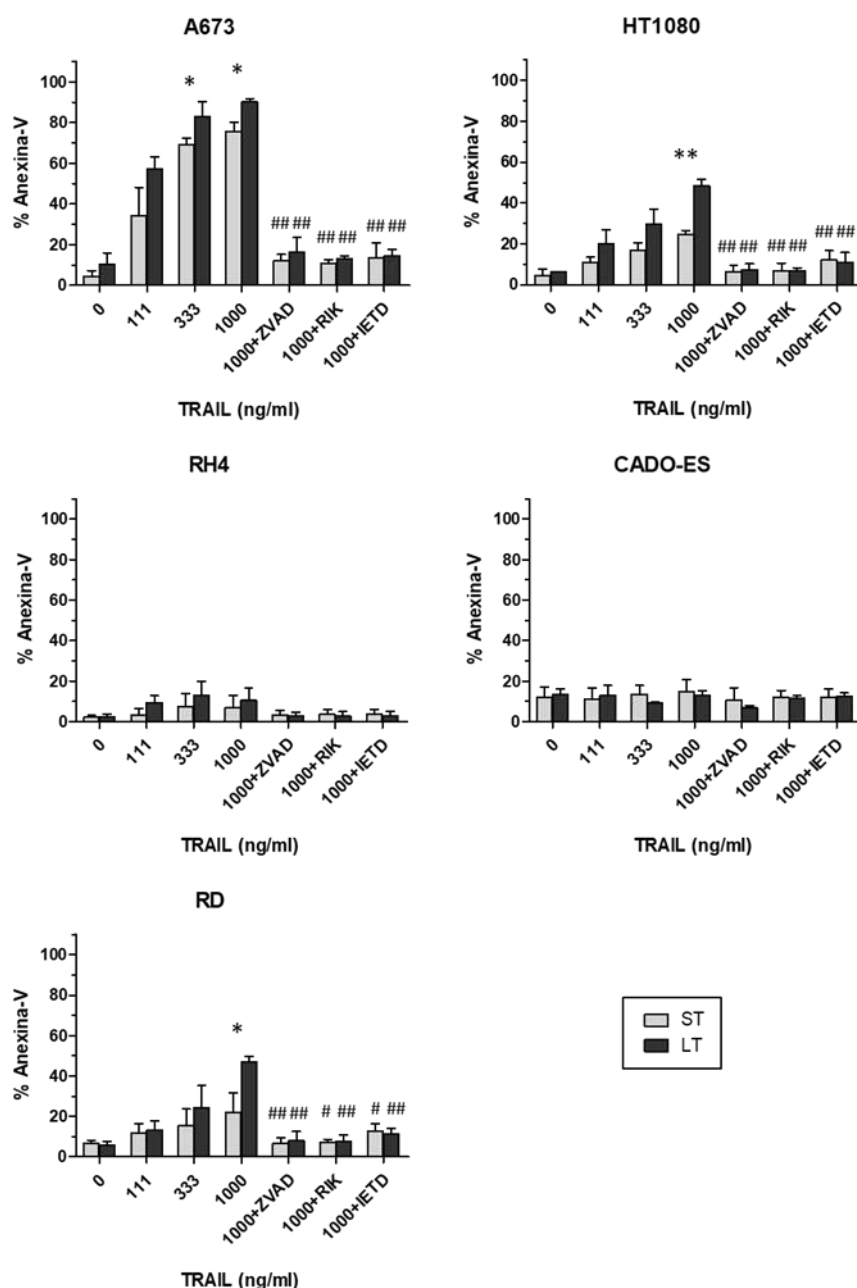 A673
% Anexina-V
100
80
60
40
20
0
* *
## ## ## ## ## ##
0 111 333 1000 1000+ZVAD 1000+RIK 1000+IETD
TRAIL (ng/ml)
HT1080
% Anexina-V
100
80
60
40
20
0
**
## ## ## ## ## ##
0 111 333 1000 1000+ZVAD 1000+RIK 1000+IETD
TRAIL (ng/ml)
RH4
% Anexina-V
100
80
60
40
20
0
0 111 333 1000 1000+ZVAD 1000+RIK 1000+IETD
TRAIL (ng/ml)
CADO-ES
% Anexina-V
100
80
60
40
20
0
0 111 333 1000 1000+ZVAD 1000+RIK 1000+IETD
TRAIL (ng/ml)
RD
% Anexina-V
100
80
60
40
20
0
*
## ## # ## # ##
0 111 333 1000 1000+ZVAD 1000+RIK 1000+IETD
TRAIL (ng/ml)
ST
LT